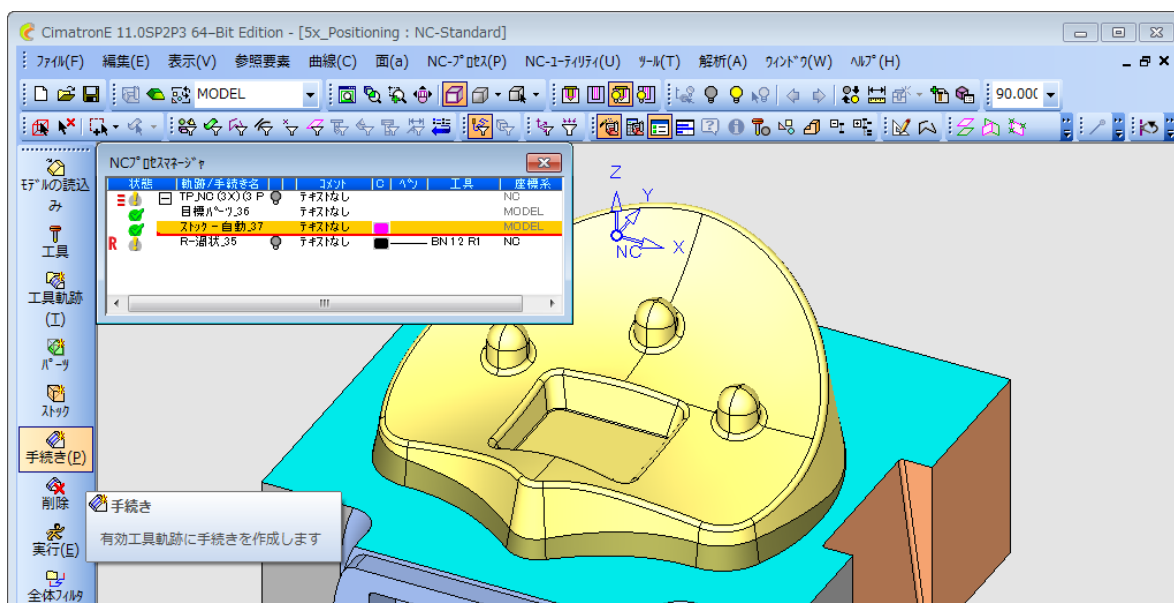 CimatronE 11.0SP2P3 64-Bit Edition - [5x_Positioning : NC-Standard]
ﾌｧｲﾙ(F) 編集(E) 表示(V) 参照要素 曲線(C) 面(a) NC-ﾌﾟﾛｾｽ(P) NC-ﾕｰﾃｨﾘﾃｨ(U) ﾂｰﾙ(T) 解析(A) ｳｨﾝﾄﾞｳ(W) ﾍﾙﾌﾟ(H)
MODEL 90.000
NCﾌﾟﾛｾｽﾏﾈｰｼﾞｬ
状態 軌跡/手続き名 ｺﾒﾝﾄ C ﾍﾟﾝ 工具 座標系
TP_NC (3X) (3 P ﾃｷｽﾄなし NC
目標ﾊﾟｰﾂ_36 ﾃｷｽﾄなし MODEL
ｽﾄｯｸ - 自動_37 ﾃｷｽﾄなし MODEL
R R-渦状_35 ﾃｷｽﾄなし BN 12 R1 NC
ﾓﾃﾞﾙの読込
み
工具
工具軌跡
(I)
ﾊﾟｰﾂ
ｽﾄｯｸ
手続き(P)
削除
実行(E)
全体ﾌｨﾙﾀ
手続き
有効工具軌跡に手続きを作成します
Z
Y
X
NC